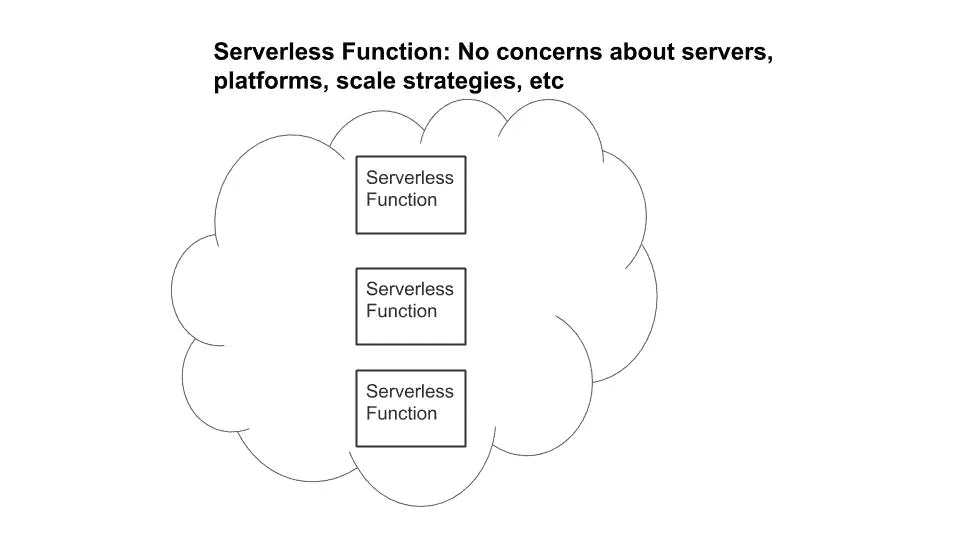 Serverless Function: No concerns about servers,
platforms, scale strategies, etc
Serverless
Function
Serverless
Function
Serverless
Function